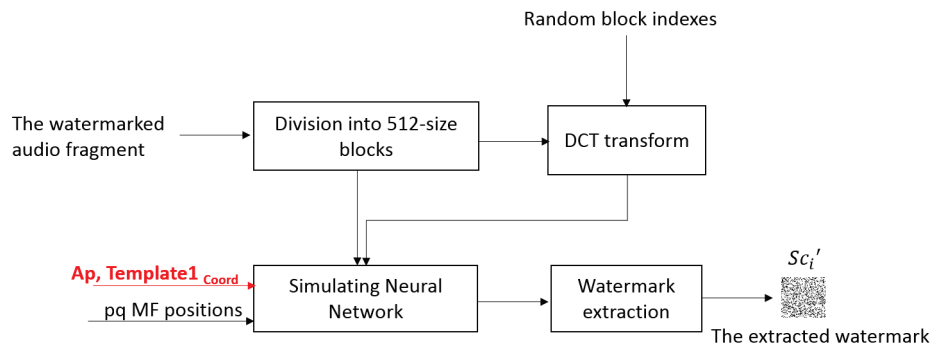 Random block indexes
The watermarked
audio fragment
Division into 512-size
blocks
DCT transform
Ap, Template1 Coord
pq MF positions
Simulating Neural
Network
Watermark
extraction
Sci′
The extracted watermark